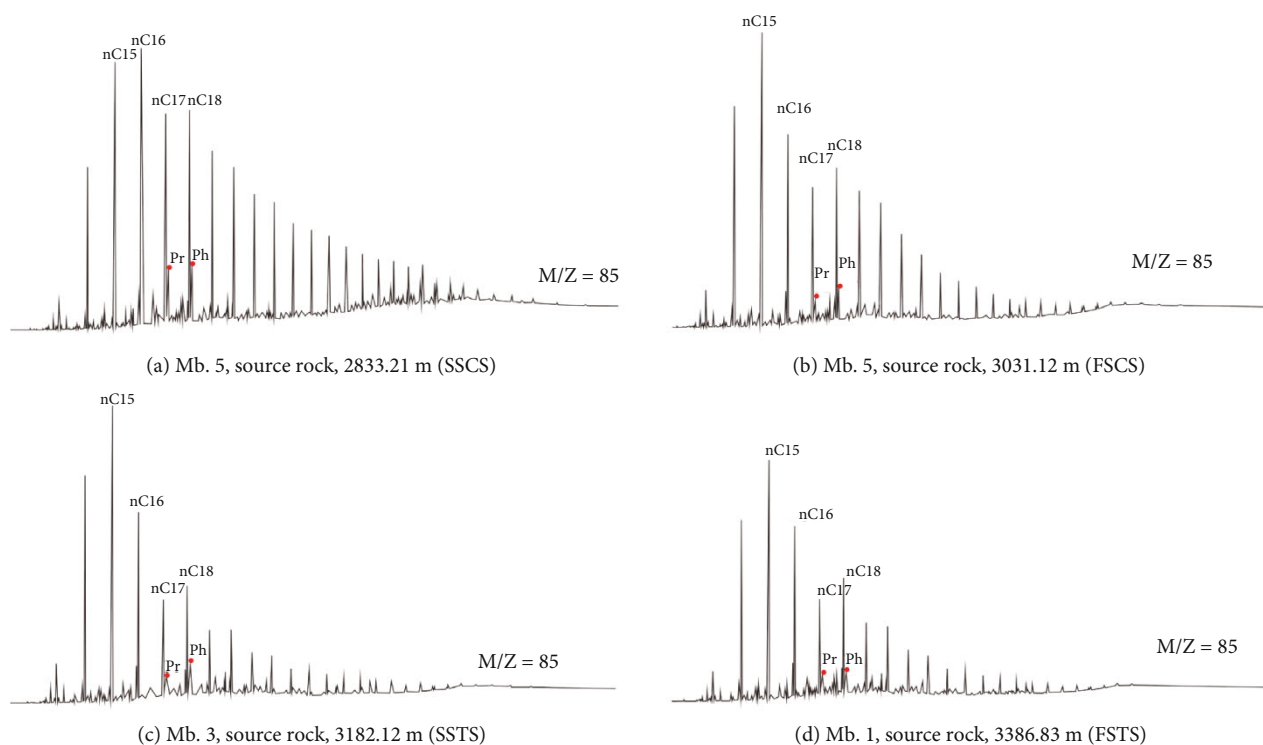 nC15
nC16
nC17
nC18
Pr
Ph
M/Z = 85
(a) Mb. 5, source rock, 2833.21 m (SSCS)
nC15
nC16
nC17
nC18
Pr
Ph
M/Z = 85
(b) Mb. 5, source rock, 3031.12 m (FSCS)
nC15
nC16
nC17
nC18
Pr
Ph
M/Z = 85
(c) Mb. 3, source rock, 3182.12 m (SSTS)
nC15
nC16
nC17
nC18
Pr
Ph
M/Z = 85
(d) Mb. 1, source rock, 3386.83 m (FSTS)